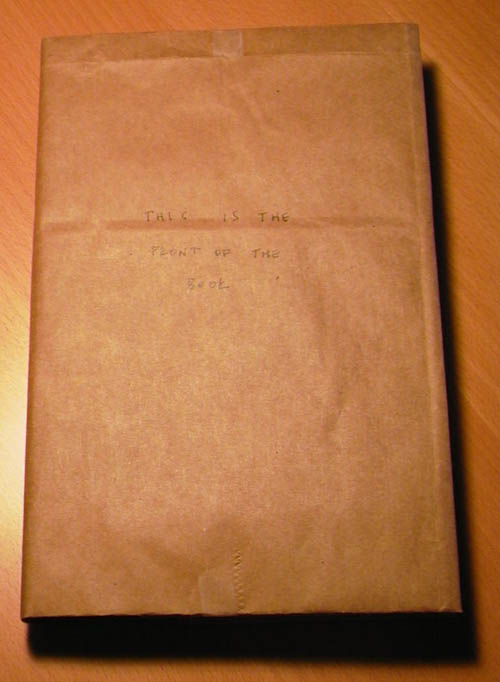 THIS IS THE
FRONT OF THE
BOOK